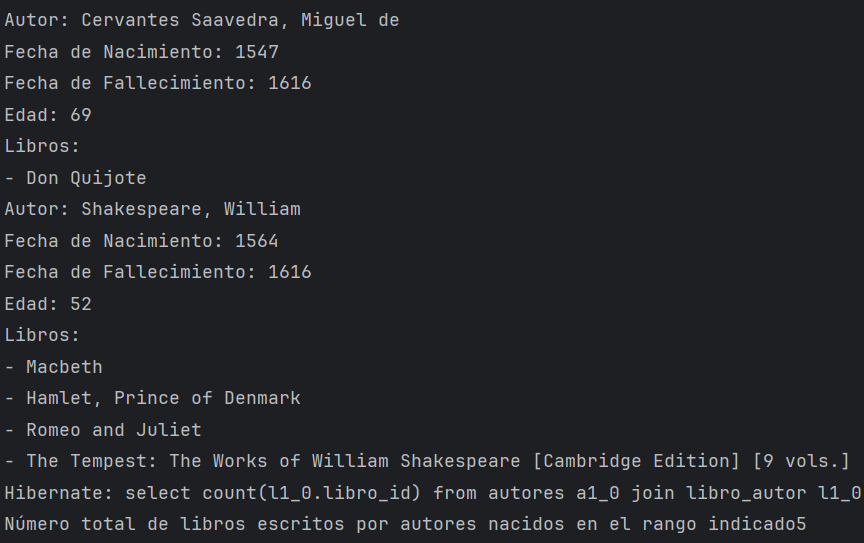 Autor: Cervantes Saavedra, Miguel de
Fecha de Nacimiento: 1547
Fecha de Fallecimiento: 1616
Edad: 69
Libros:
- Don Quijote
Autor: Shakespeare, William
Fecha de Nacimiento: 1564
Fecha de Fallecimiento: 1616
Edad: 52
Libros:
- Macbeth
- Hamlet, Prince of Denmark
- Romeo and Juliet
- The Tempest: The Works of William Shakespeare [Cambridge Edition] [9 vols.]
Hibernate: select count(l1_0.libro_id) from autores a1_0 join libro_autor l1_0
Número total de libros escritos por autores nacidos en el rango indicado5